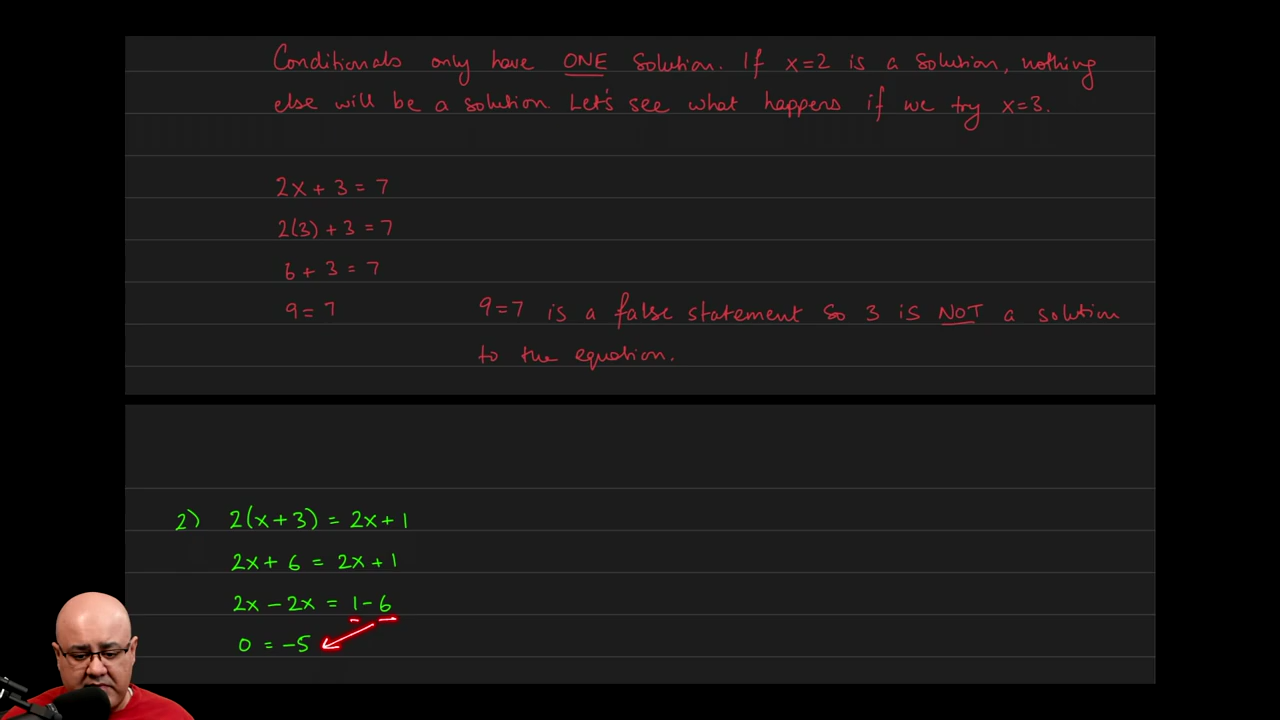 Conditionals only have ONE solution. If x=2 is a solution, nothing
else will be a solution. Let's see what happens if we try x=3.
2x + 3 = 7
2(3) + 3 = 7
6 + 3 = 7
9 = 7
9=7 is a false statement so 3 is NOT a solution
to the equation.
2) 2(x+3) = 2x+1
2x + 6 = 2x + 1
2x - 2x = 1 - 6
0 = -5